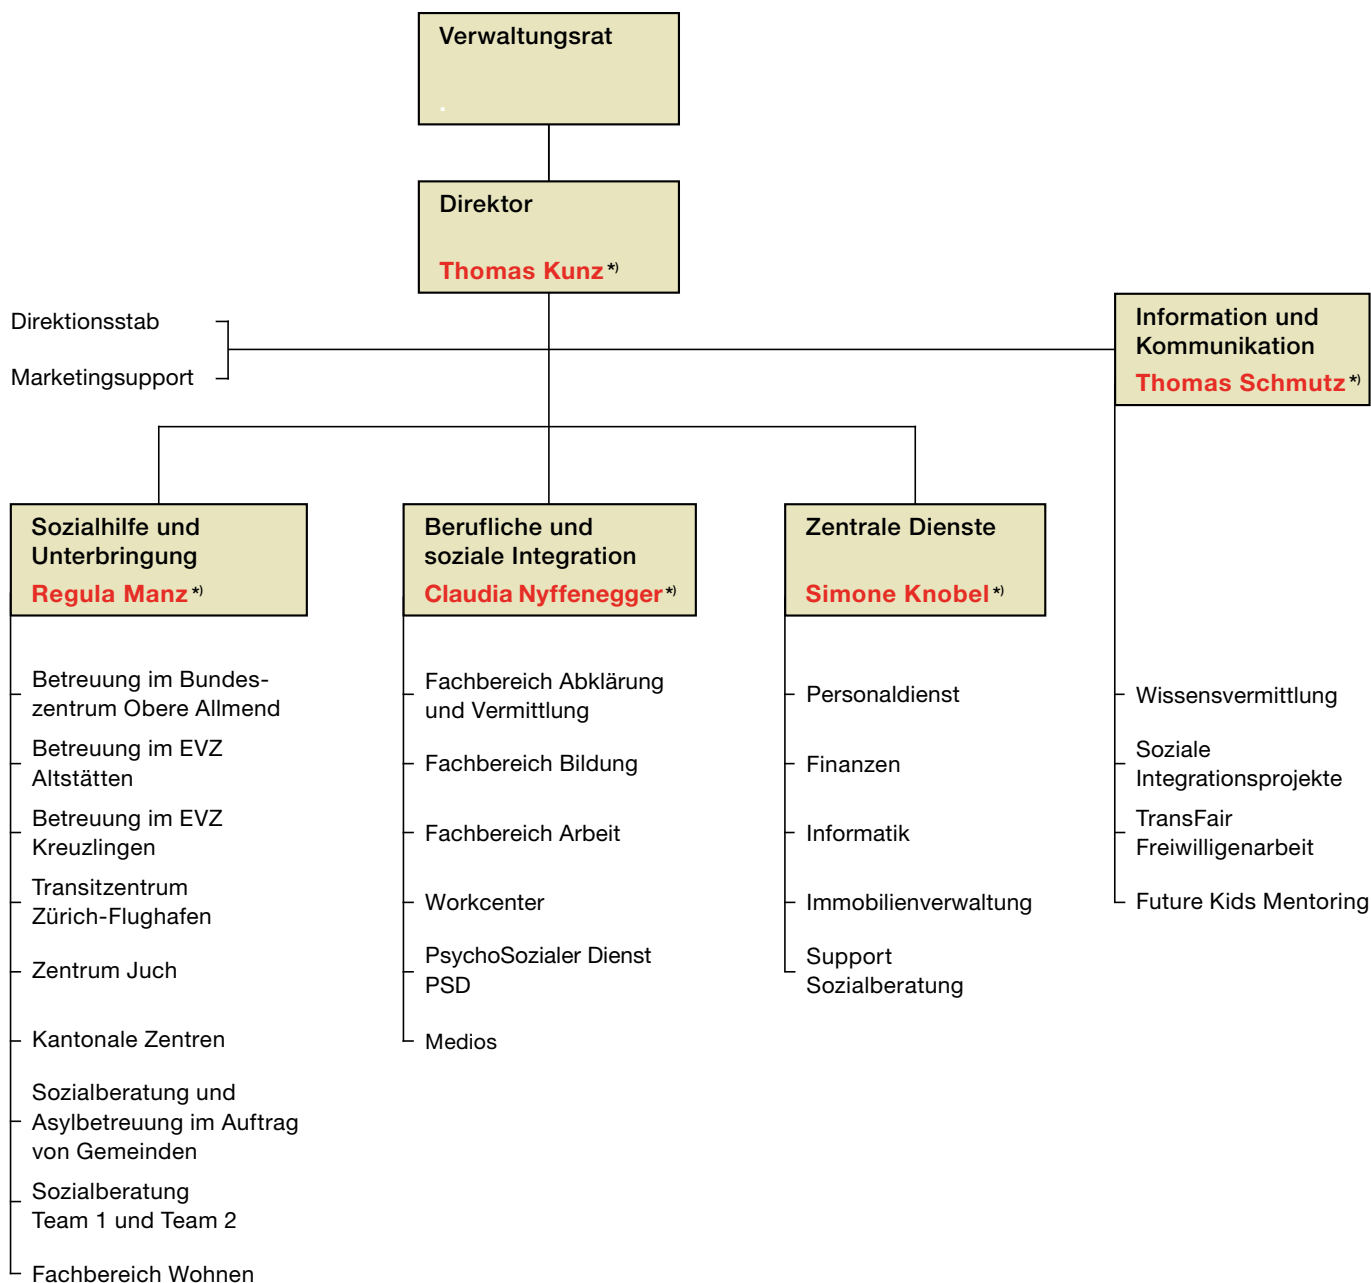 Verwaltungsrat
.
Direktor
Thomas Kunz *)
Direktionsstab
Marketingsupport
Information und
Kommunikation
Thomas Schmutz *)
Sozialhilfe und
Unterbringung
Regula Manz *)
Betreuung im Bundes-
zentrum Obere Allmend
Betreuung im EVZ
Altstätten
Betreuung im EVZ
Kreuzlingen
Transitzentrum
Zürich-Flughafen
Zentrum Juch
Kantonale Zentren
Sozialberatung und
Asylbetreuung im Auftrag
von Gemeinden
Sozialberatung
Team 1 und Team 2
Fachbereich Wohnen
Berufliche und
soziale Integration
Claudia Nyffenegger *)
Fachbereich Abklärung
und Vermittlung
Fachbereich Bildung
Fachbereich Arbeit
Workcenter
PsychoSozialer Dienst
PSD
Medios
Zentrale Dienste
Simone Knobel *)
Personaldienst
Finanzen
Informatik
Immobilienverwaltung
Support
Sozialberatung
Wissensvermittlung
Soziale
Integrationsprojekte
TransFair
Freiwilligenarbeit
Future Kids Mentoring